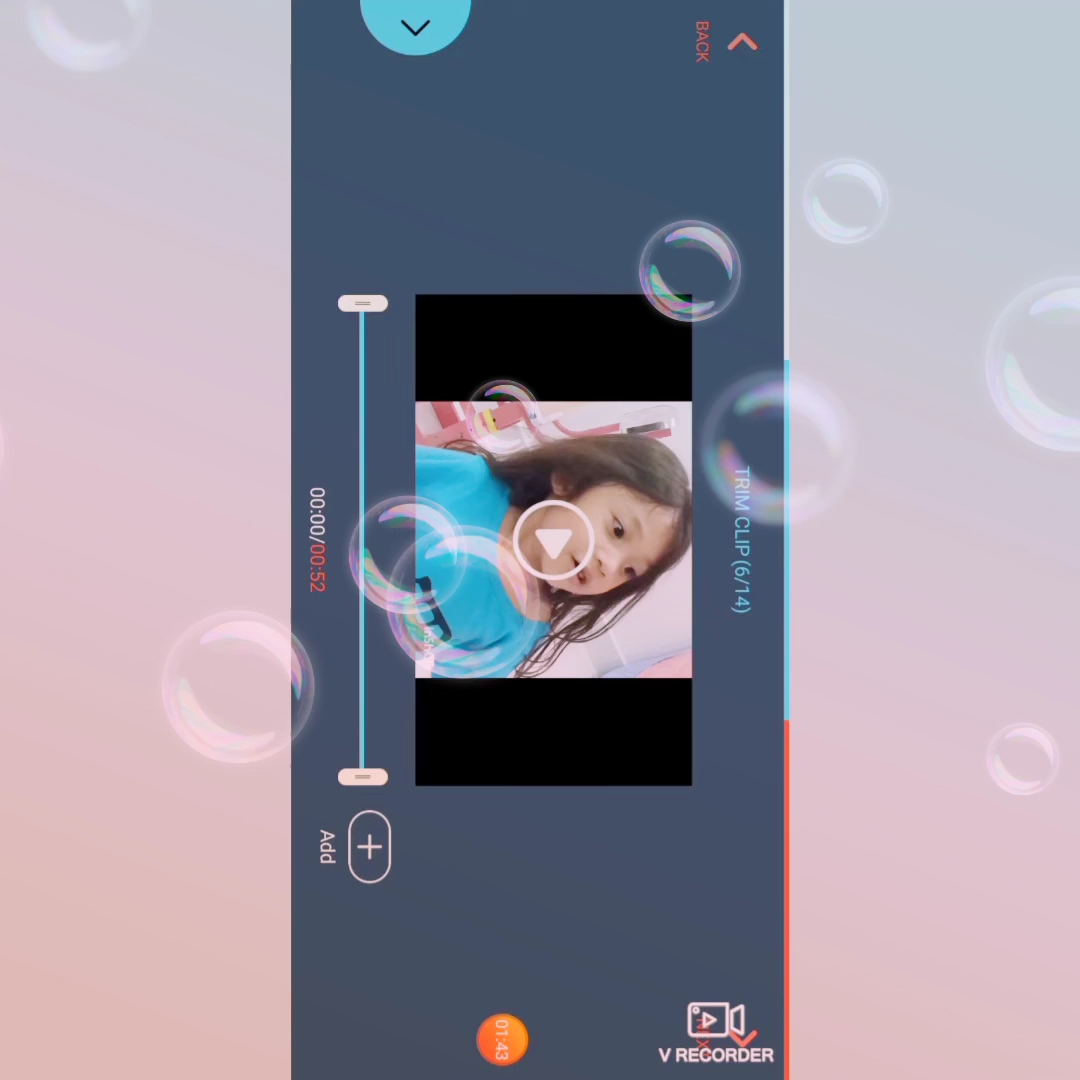 BACK
TRIM CLIP (6/14)
00:00/00:52
Add
01:43
V RECORDER